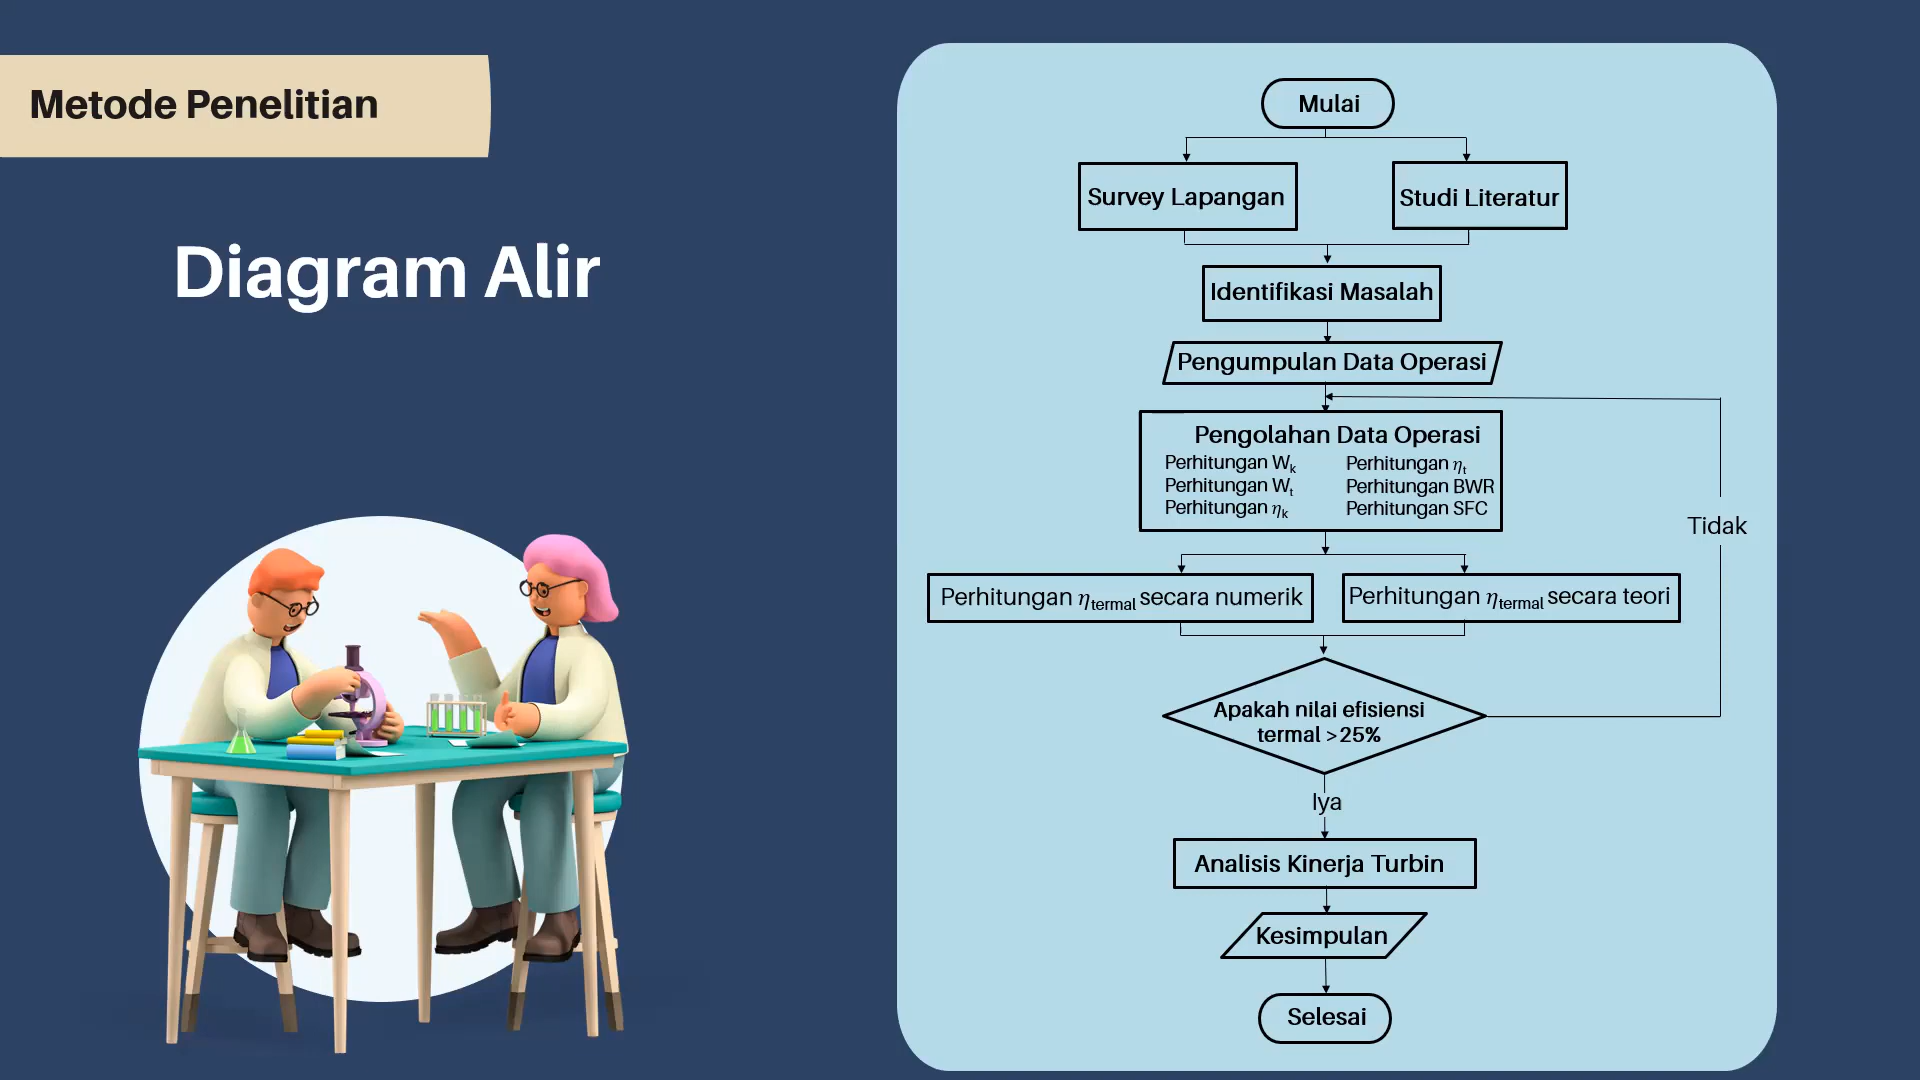 Metode Penelitian
Diagram Alir
Mulai
Survey Lapangan
Studi Literatur
Identifikasi Masalah
Pengumpulan Data Operasi
Pengolahan Data Operasi
Perhitungan Wk
Perhitungan Wt
Perhitungan ηk
Perhitungan ηt
Perhitungan BWR
Perhitungan SFC
Tidak
Perhitungan ηtermal secara numerik
Perhitungan ηtermal secara teori
Apakah nilai efisiensi
termal >25%
Iya
Analisis Kinerja Turbin
Kesimpulan
Selesai